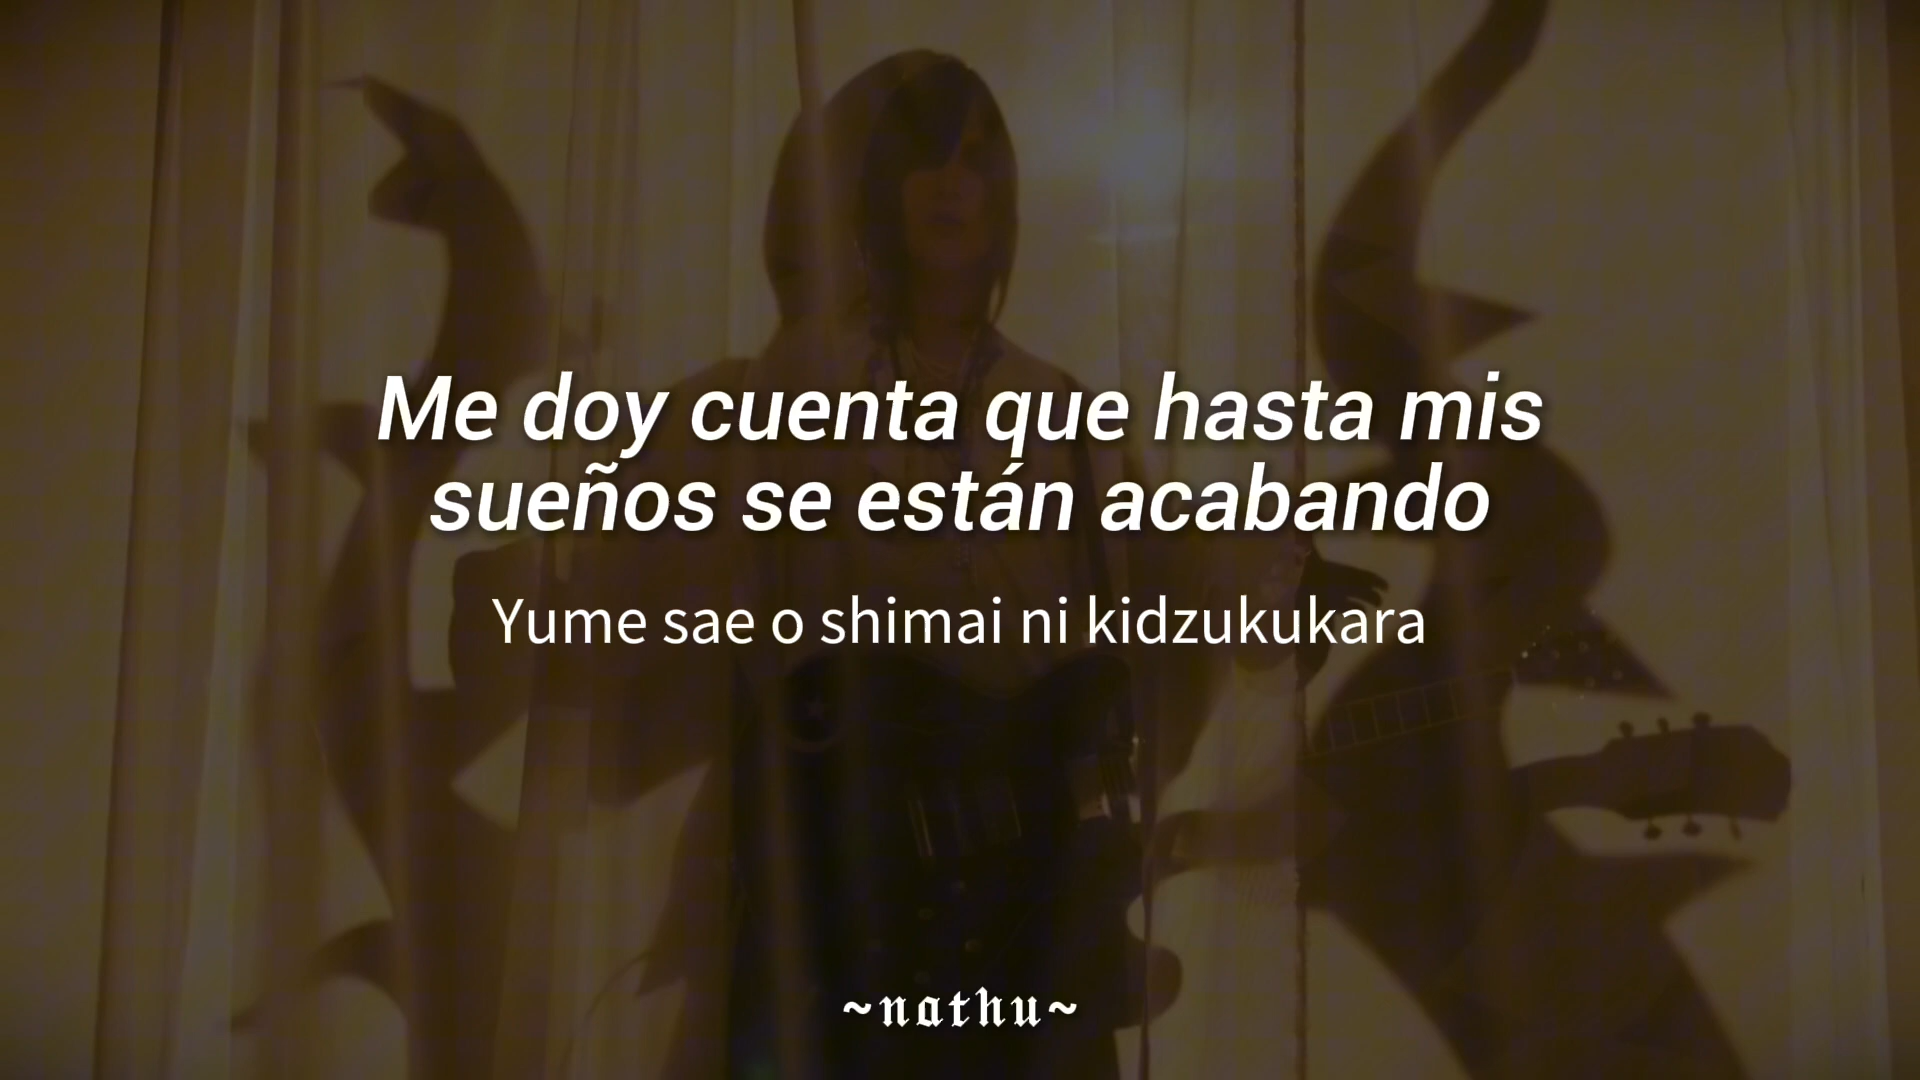 Me doy cuenta que hasta mis
sueños se están acabando
Yume sae o shimai ni kidzukukara
~nathu~